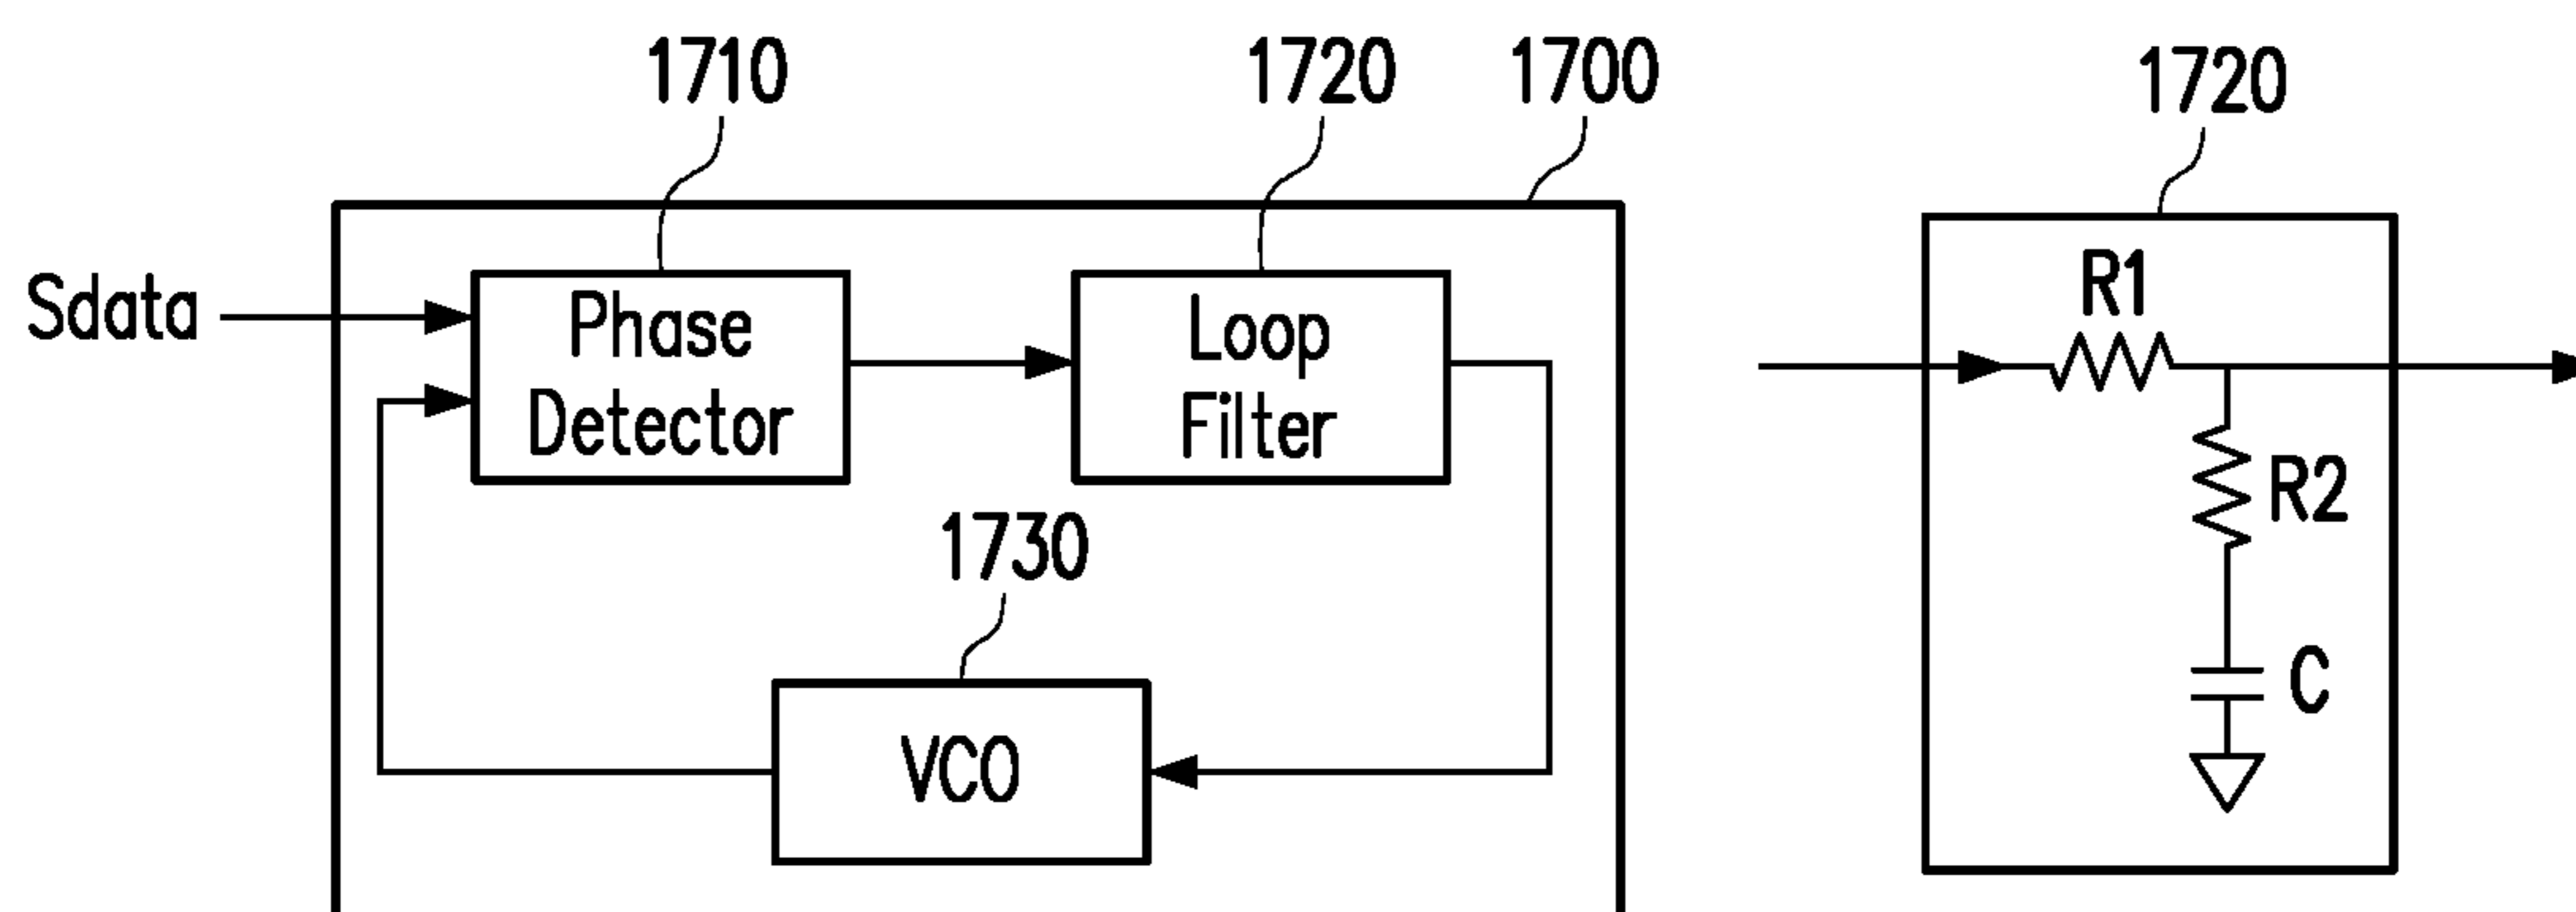 1710
1720
1700
1720
Sdata
Phase
Detector
Loop
Filter
R1
R2
1730
C
VCO